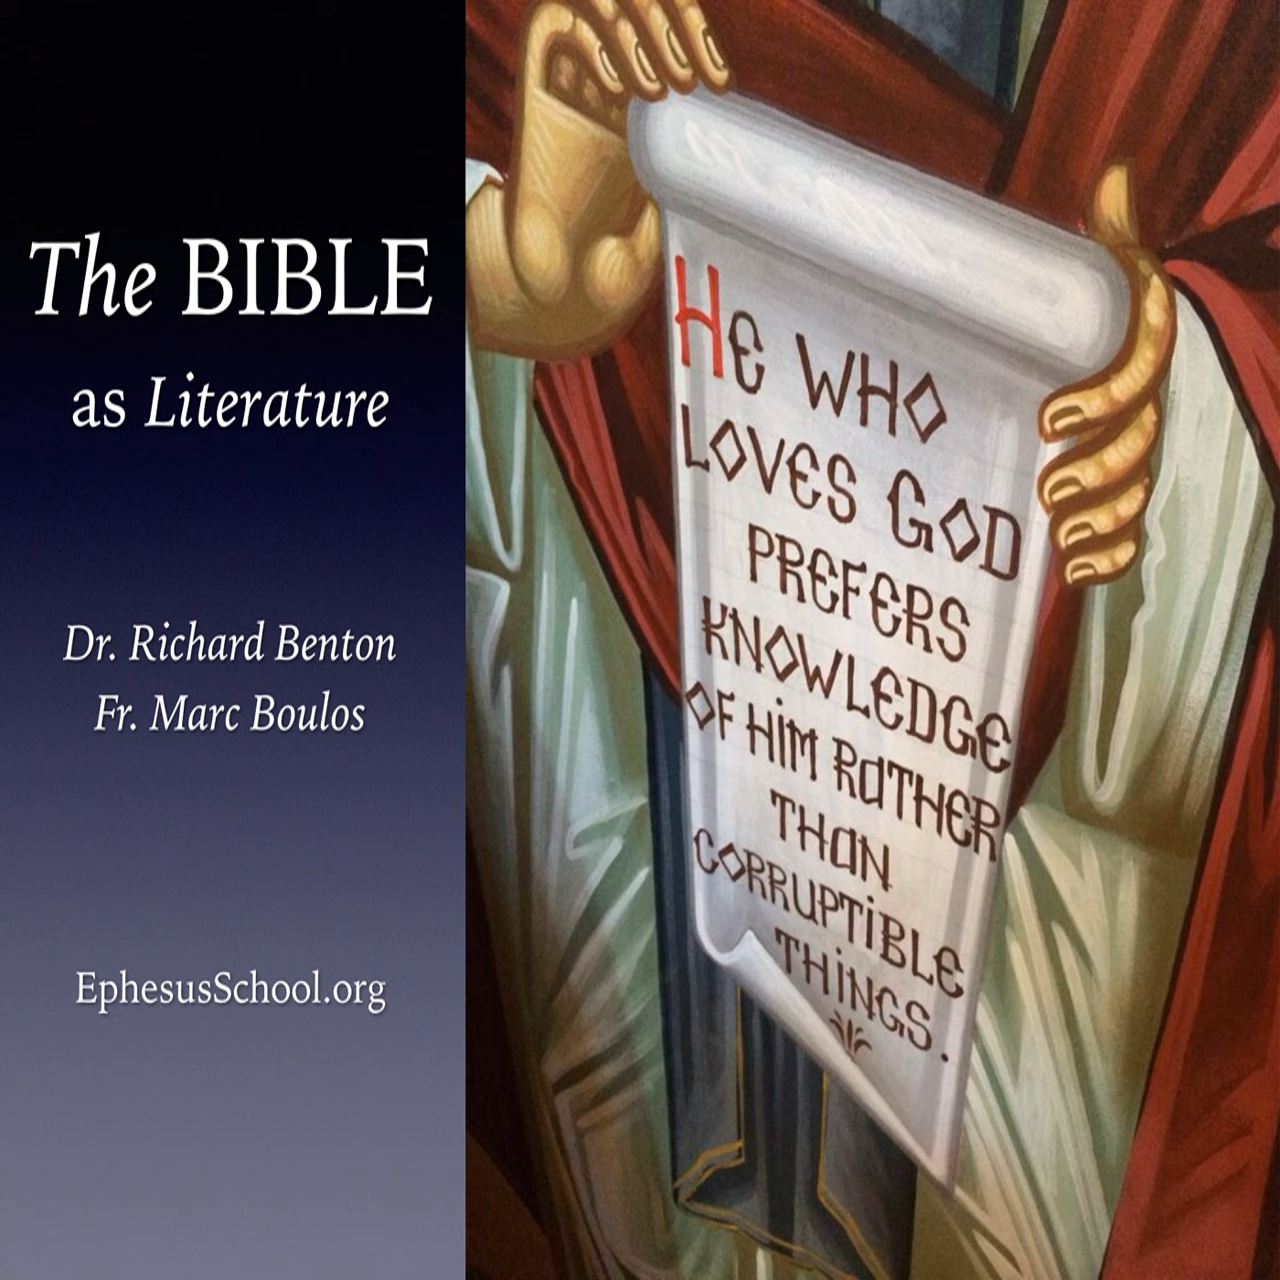 The BIBLE
as Literature
Dr. Richard Benton
Fr. Marc Boulos
EphesusSchool.org
HE WHO
LOVES GOD
PREFERS
KNOWLEDGE
OF HIM RATHER
THAN
CORRUPTIBLE
THINGS.